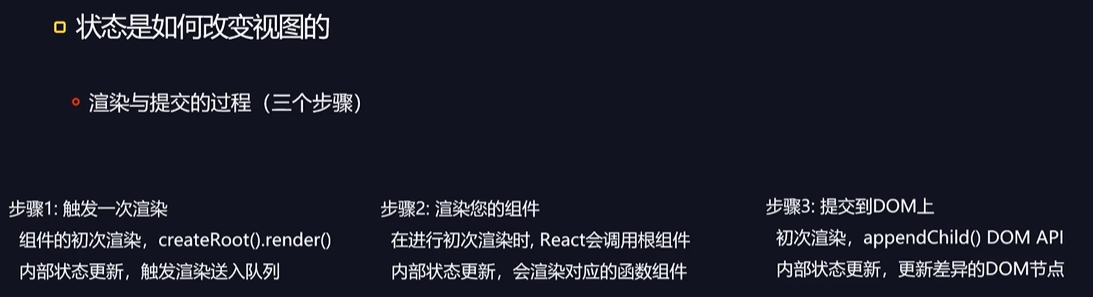 状态是如何改变视图的
渲染与提交的过程（三个步骤）
步骤1: 触发一次渲染
组件的初次渲染，createRoot().render()
内部状态更新，触发渲染送入队列
步骤2: 渲染您的组件
在进行初次渲染时, React会调用根组件
内部状态更新，会渲染对应的函数组件
步骤3: 提交到DOM上
初次渲染，appendChild() DOM API
内部状态更新，更新差异的DOM节点